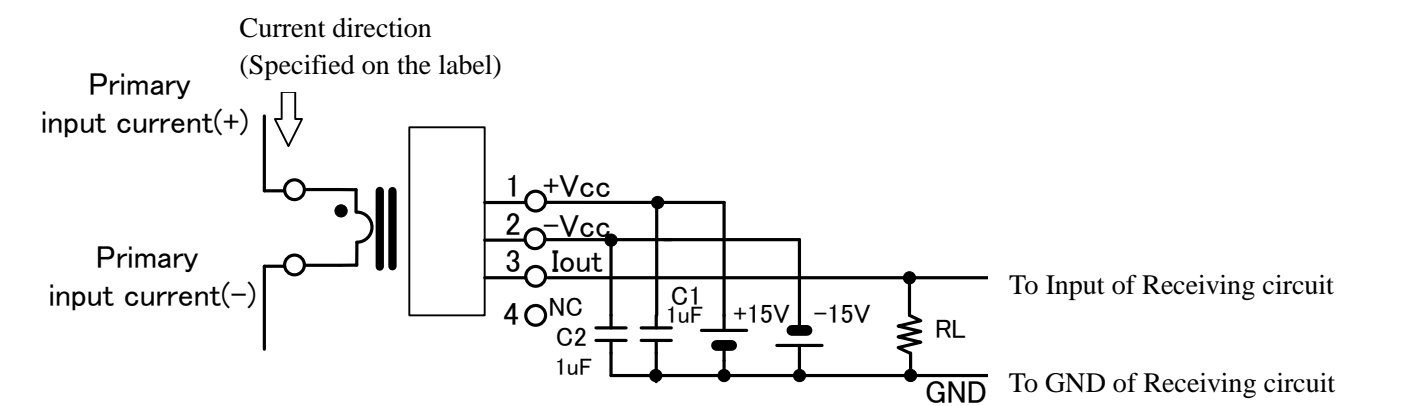 Current direction
(Specified on the label)
Primary
input current(+)
1 +Vcc
2 -Vcc
3 Iout
4 NC
Primary
input current(-)
C1
1uF
C2
1uF
+15V
-15V
RL
GND
To Input of Receiving circuit
To GND of Receiving circuit